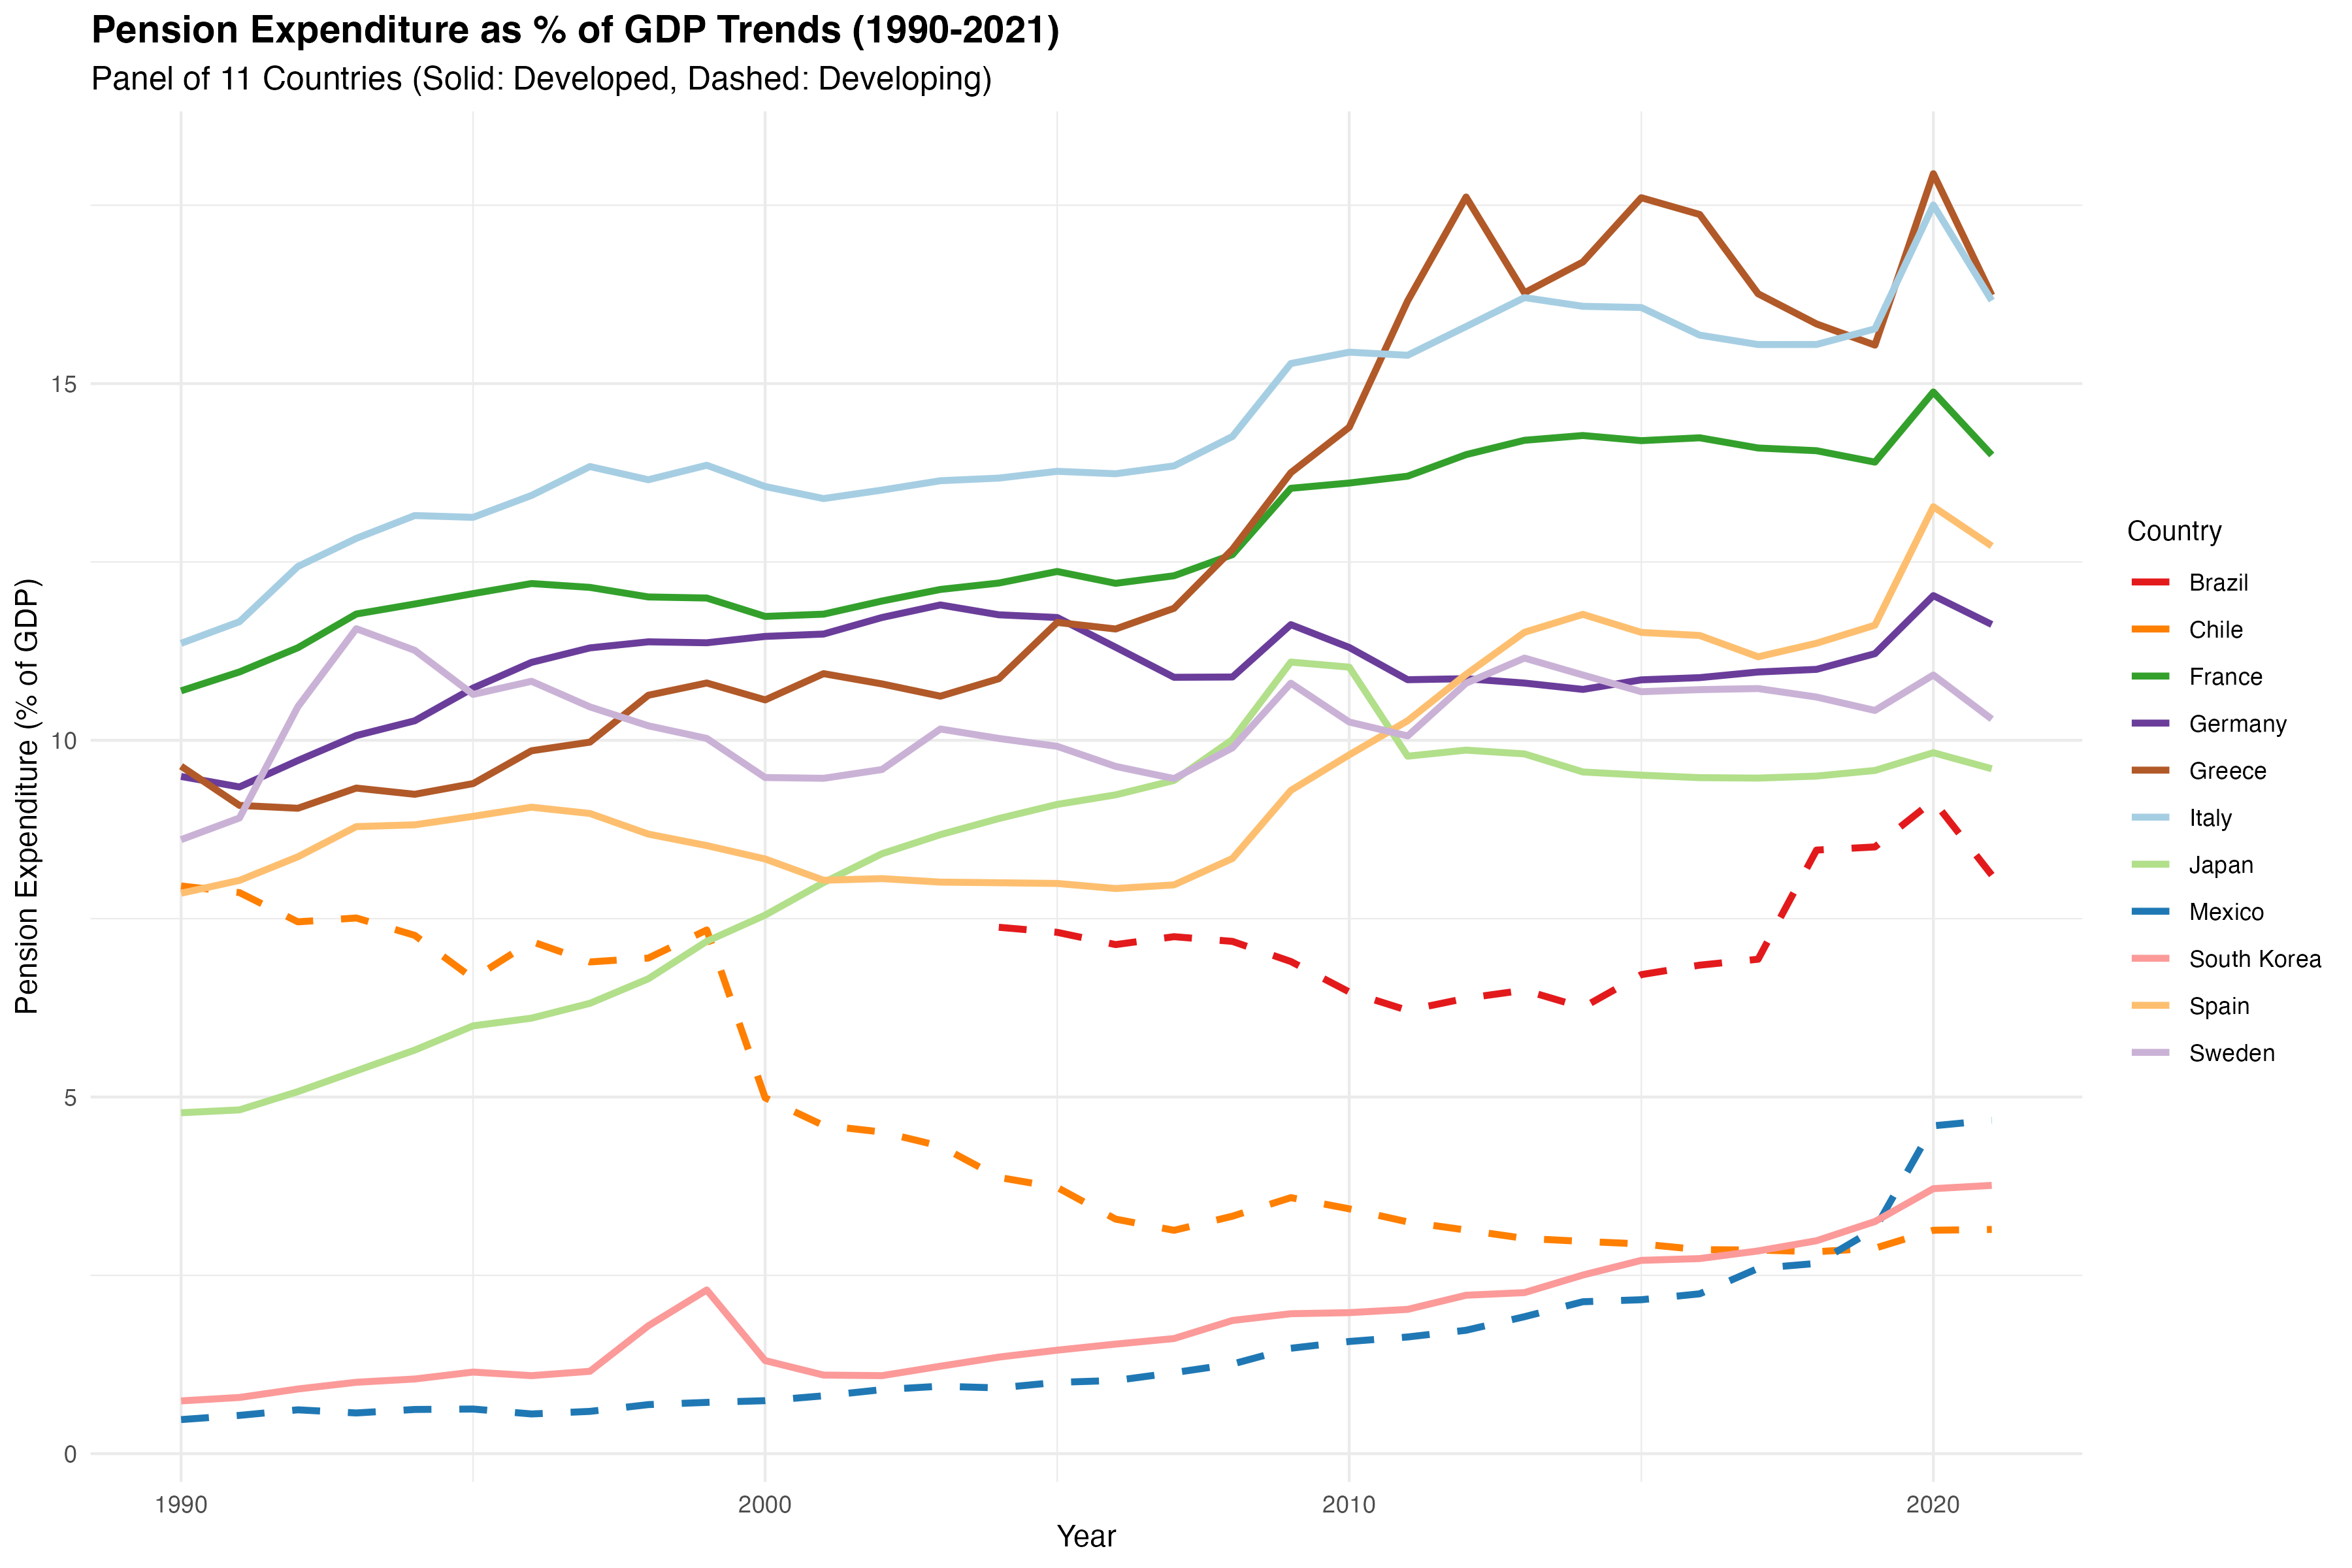 Pension Expenditure as % of GDP Trends (1990-2021)
Panel of 11 Countries (Solid: Developed, Dashed: Developing)
Pension Expenditure (% of GDP)
15
10
5
0
1990
2000
2010
2020
Year
Country
Brazil
Chile
France
Germany
Greece
Italy
Japan
Mexico
South Korea
Spain
Sweden